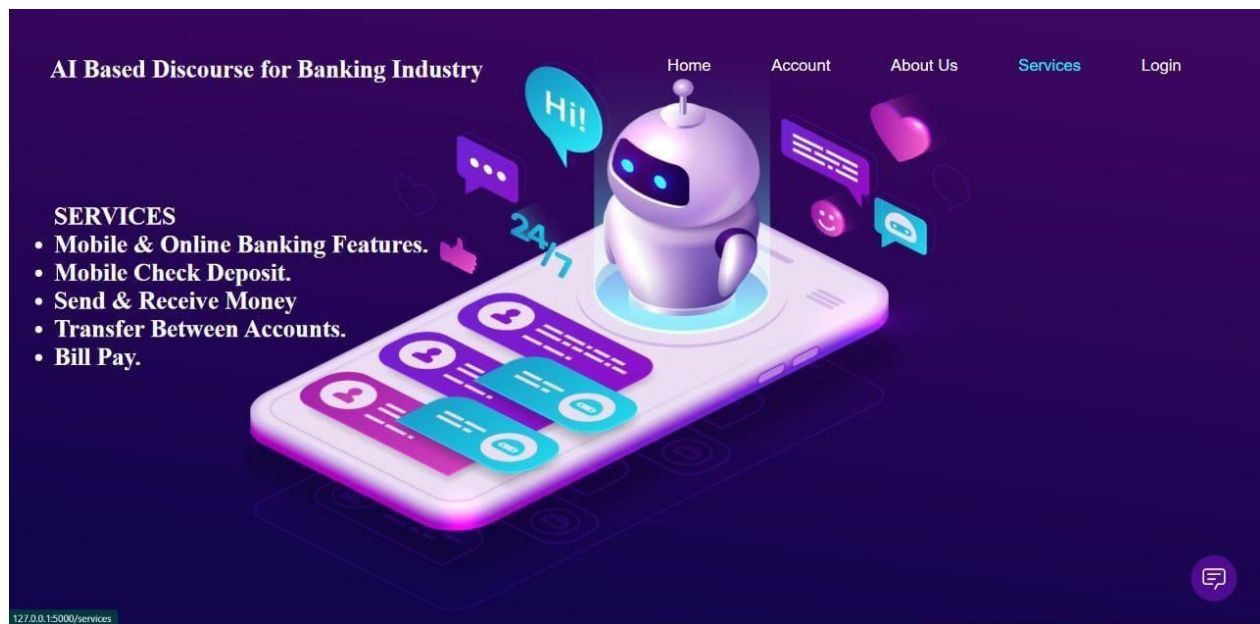 AI Based Discourse for Banking Industry
Home Account About Us Services Login
Hi!
24/7
SERVICES
• Mobile & Online Banking Features.
• Mobile Check Deposit.
• Send & Receive Money
• Transfer Between Accounts.
• Bill Pay.
127.0.0.1:5000/services